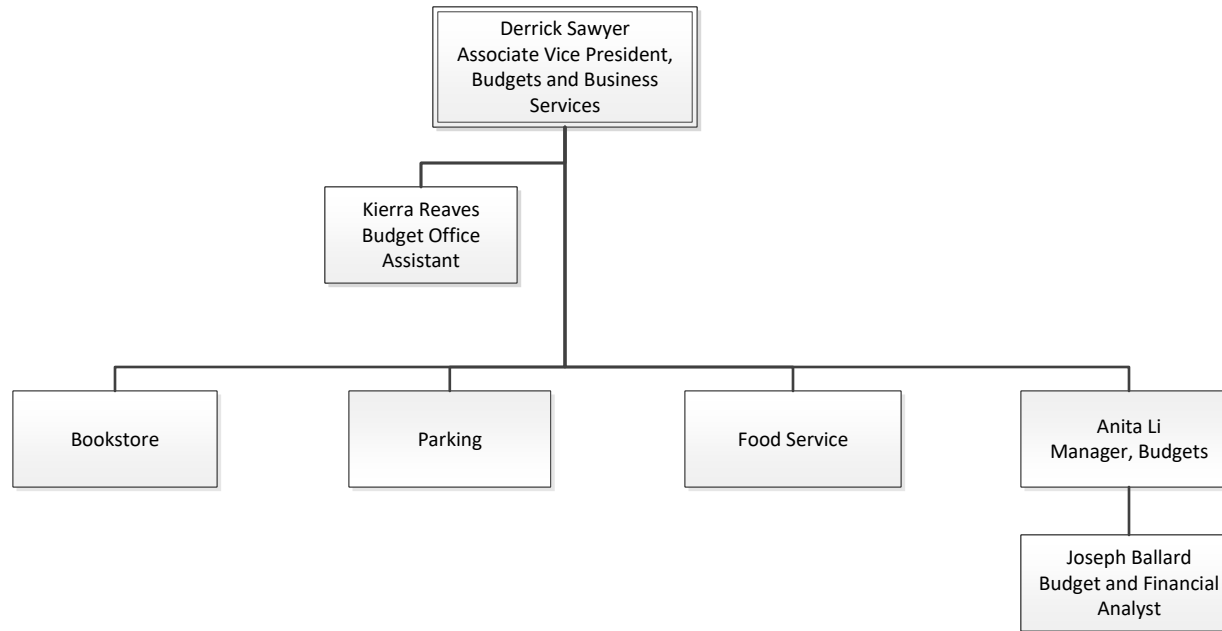 Derrick Sawyer
Associate Vice President,
Budgets and Business
Services
Kierra Reaves
Budget Office
Assistant
Bookstore
Parking
Food Service
Anita Li
Manager, Budgets
Joseph Ballard
Budget and Financial
Analyst